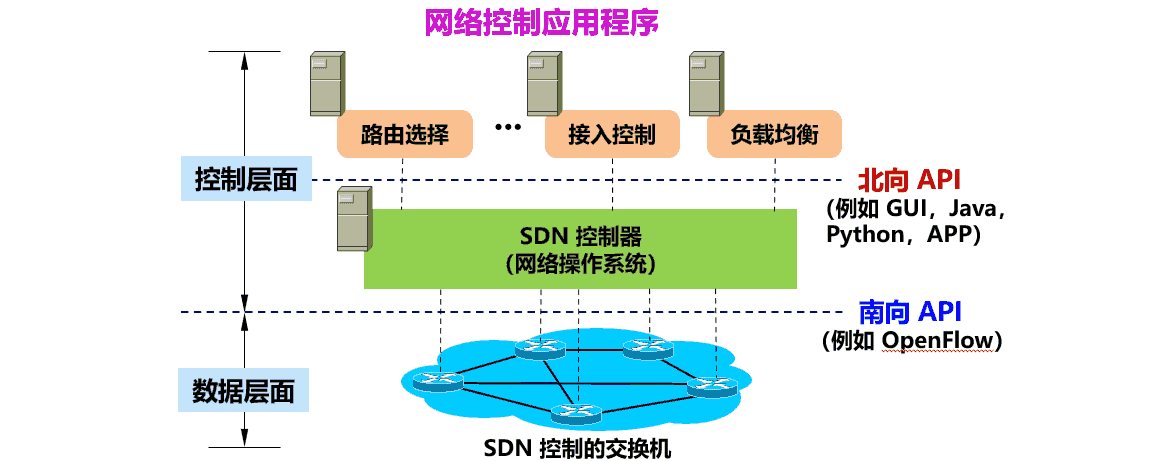 网络控制应用程序
路由选择
•••
接入控制
负载均衡
控制层面
北向 API
(例如 GUI，Java，
Python，APP)
SDN 控制器
(网络操作系统)
南向 API
(例如 OpenFlow)
数据层面
SDN 控制的交换机